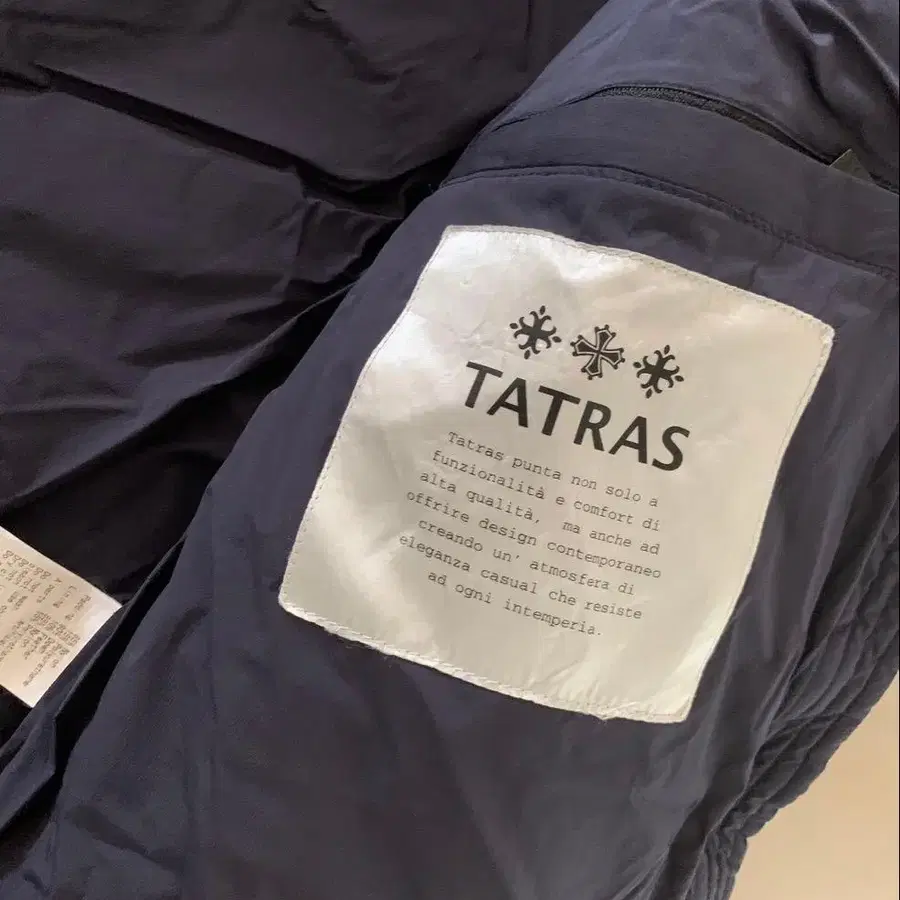 TATRAS
Tatras punta non solo a
funzionalità e comfort di
alta qualità, ma anche ad
offrire design contemporaneo
creando un' atmosfera di
eleganza casual che resiste
ad ogni intemperia.